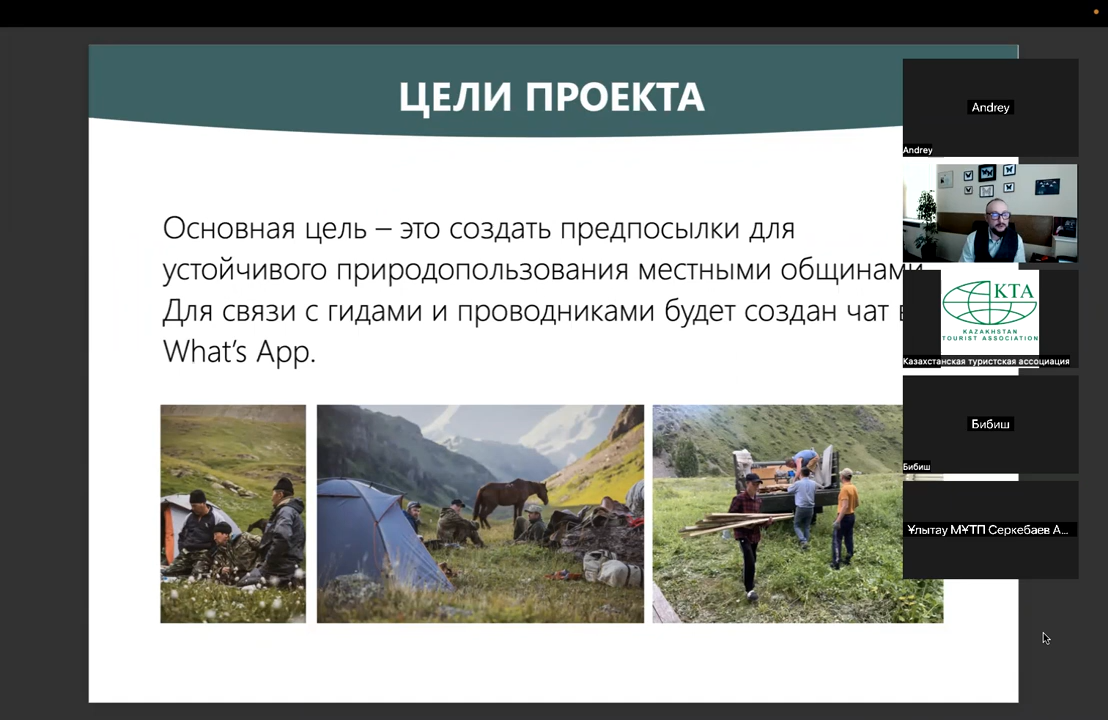 ЦЕЛИ ПРОЕКТА
Основная цель – это создать предпосылки для
устойчивого природопользования местными общинами.
Для связи с гидами и проводниками будет создан чат
What's App.
Andrey
Andrey
KTA
KAZAKHSTAN
TOURIST ASSOCIATION
Казахстанская туристская ассоциация
Бибиш
Бибиш
Ұлытау МҰТП Серкебаев А...